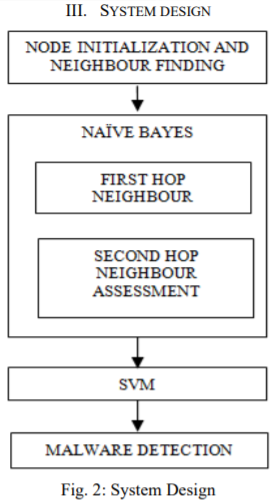 III. SYSTEM DESIGN
NODE INITIALIZATION AND
NEIGHBOUR FINDING
NAÏVE BAYES
FIRST HOP
NEIGHBOUR
SECOND HOP
NEIGHBOUR
ASSESSMENT
SVM
MALWARE DETECTION
Fig. 2: System Design